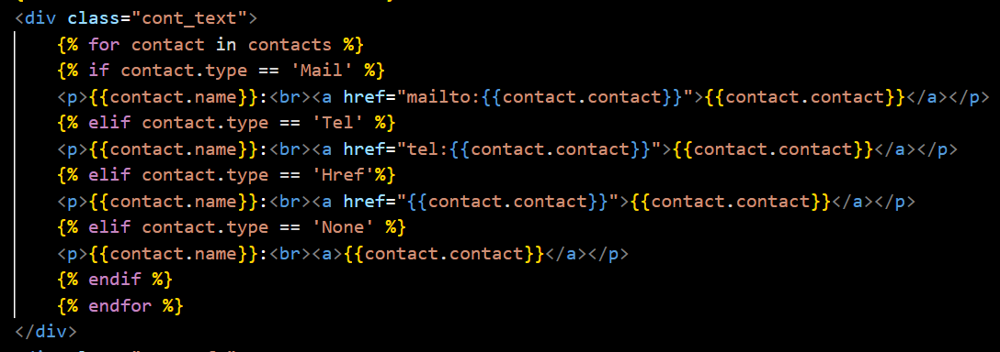 <div class="cont_text">
{% for contact in contacts %}
{% if contact.type == 'Mail' %}
<p>{{contact.name}}:<br><a href="mailto:{{contact.contact}}">{{contact.contact}}</a></p>
{% elif contact.type == 'Tel' %}
<p>{{contact.name}}:<br><a href="tel:{{contact.contact}}">{{contact.contact}}</a></p>
{% elif contact.type == 'Href'%}
<p>{{contact.name}}:<br><a href="{{contact.contact}}">{{contact.contact}}</a></p>
{% elif contact.type == 'None' %}
<p>{{contact.name}}:<br><a>{{contact.contact}}</a></p>
{% endif %}
{% endfor %}
</div>